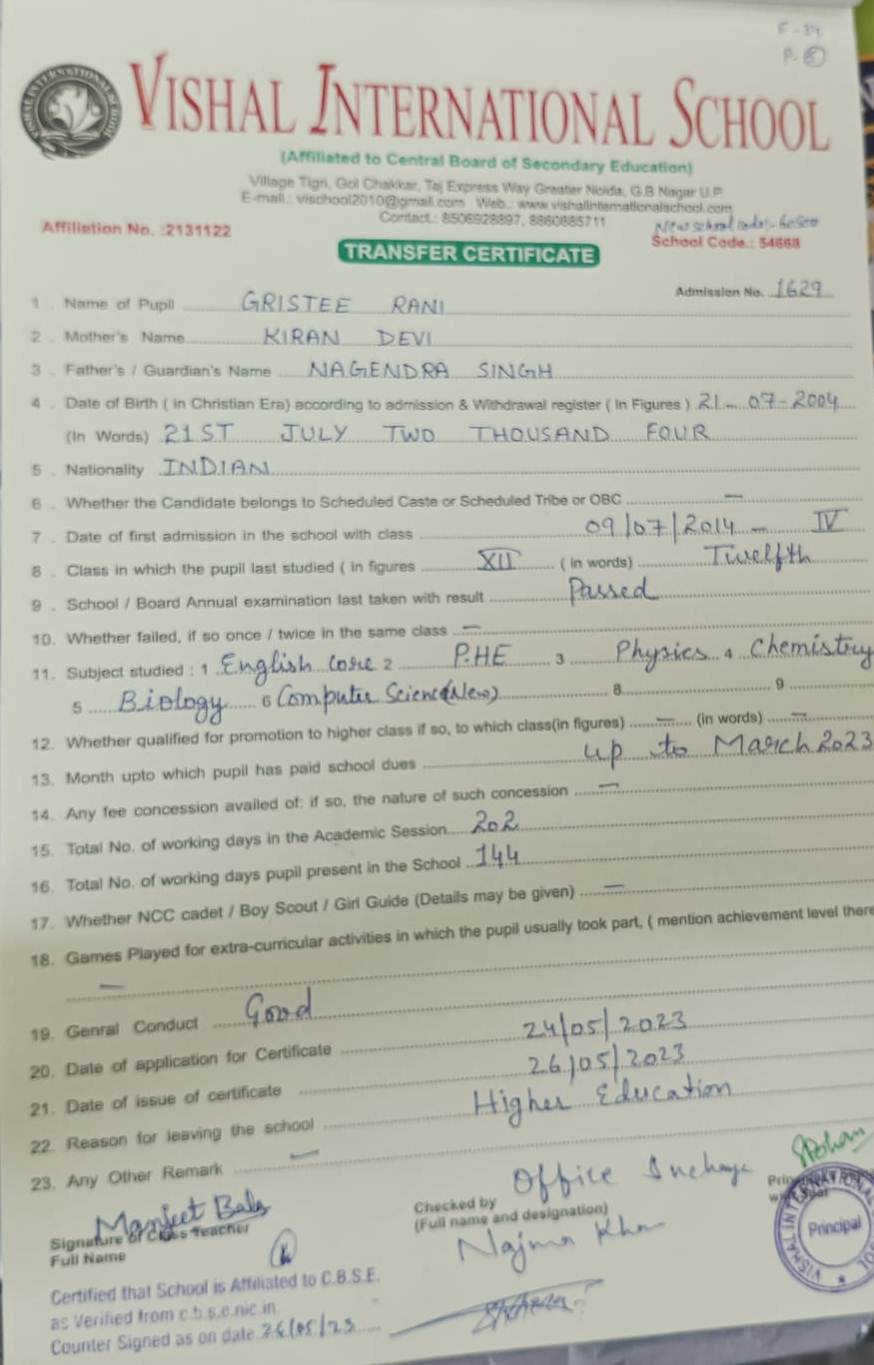 F-34
P.⑤
VISHAL INTERNATIONAL SCHOOL
(Affiliated to Central Board of Secondary Education)
Village Tigri, Gol Chakkar, Taj Express Way Greater Noida, G.B Nagar U.P.
E-mail.: vischool2010@gmail.com Web.: www.vishalinternationalschool.com
Contact.: 8506928897, 8860885711
New school code:-
Affiliation No. :2131122 School Code.: 54668
TRANSFER CERTIFICATE
Admission No. 1629
1 . Name of Pupil GRISTEE RANI
2 . Mother's Name KIRAN DEVI
3 . Father's / Guardian's Name NAGENDRA SINGH
4 . Date of Birth ( in Christian Era) according to admission & Withdrawal register ( In Figures ) 21-07-2004
(In Words) 21ST JULY TWO THOUSAND FOUR
5 . Nationality INDIAN
6 . Whether the Candidate belongs to Scheduled Caste or Scheduled Tribe or OBC —
7 . Date of first admission in the school with class 09/07/2014 — IV
8 . Class in which the pupil last studied ( in figures XII ( in words) Twelfth
9 . School / Board Annual examination last taken with result Passed
10. Whether failed, if so once / twice in the same class —
11. Subject studied : 1 English Core 2 P.HE 3 Physics 4 Chemistry
5 Biology 6 Computer Science(New) 8 9
12. Whether qualified for promotion to higher class if so, to which class(in figures) — (in words) —
13. Month upto which pupil has paid school dues up to March 2023
14. Any fee concession availed of: if so, the nature of such concession —
15. Total No. of working days in the Academic Session 202
16. Total No. of working days pupil present in the School 144
17. Whether NCC cadet / Boy Scout / Girl Guide (Details may be given) —
18. Games Played for extra-curricular activities in which the pupil usually took part, ( mention achievement level there
—
19. Genral Conduct Good
20. Date of application for Certificate 24/05/2023
21. Date of issue of certificate 26/05/2023
22. Reason for leaving the school Higher Education
23. Any Other Remark —
Manjeet Bala
Signature of Class Teacher
Full Name
Office Incharge
Checked by
(Full name and designation)
Najma Khan
VISHAL INTERNATIONAL
Principal
Certified that School is Affiliated to C.B.S.E.
as Verified from c.b.s.e.nic.in
Counter Signed as on date 26/05/23